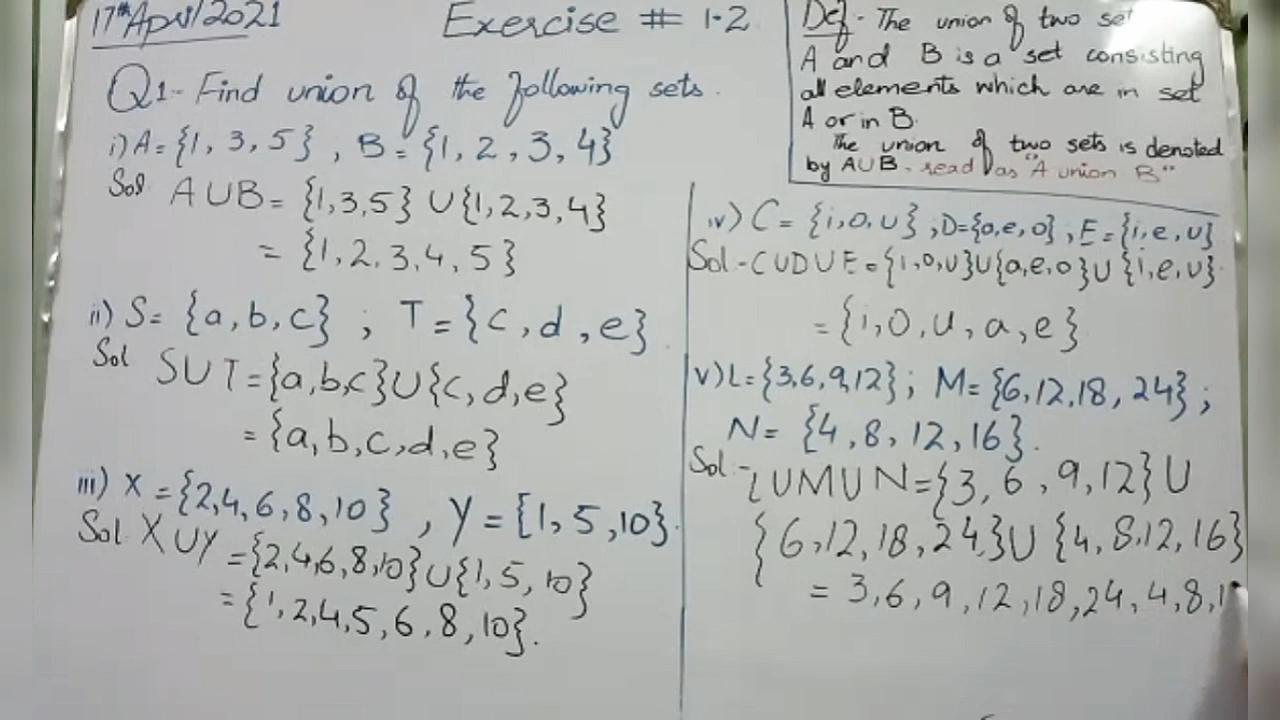 17th April/2021
Exercise # 1.2
Def- The union of two set
A and B is a set consisting
all elements which are in set
A or in B.
The union of two sets is denoted
by AUB. read as "A union B"
Q1- Find union of the following sets.
i) A= {1, 3, 5} , B= {1, 2, 3, 4}
Sol AUB= {1,3,5} U{1,2,3,4}
= {1,2,3,4,5}
ii) S= {a,b,c} ; T={c,d,e}
Sol SUT={a,b,c}U{c,d,e}
={a,b,c,d,e}
iii) X={2,4,6,8,10} , Y={1,5,10}.
Sol XUY={2,4,6,8,10}U{1,5,10}
={1,2,4,5,6,8,10}.
iv) C={i,o,u} ;D={a,e,o} ,E={i,e,u}
Sol-CUDUE={i,o,u}U{a,e,o}U{i,e,u}
={i,o,u,a,e}
v) L={3,6,9,12}; M={6,12,18,24};
N={4,8,12,16}.
Sol- LUMUN={3,6,9,12}U
{6,12,18,24}U{4,8,12,16}
= 3,6,9,12,18,24,4,8,1